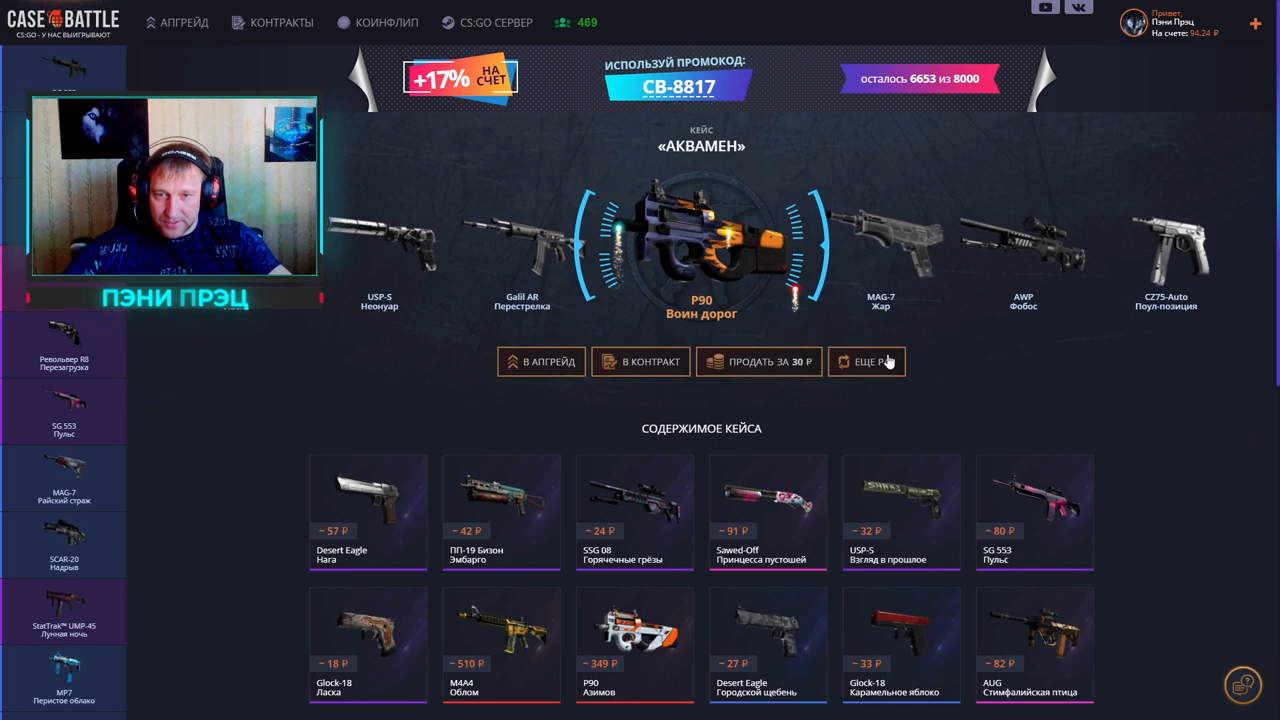 CASE BATTLE
CS:GO - У НАС ВЫИГРЫВАЮТ
АПГРЕЙД
КОНТРАКТЫ
КОИНФЛИП
CS:GO СЕРВЕР
469
Привет,
Пэни Прэц
На счете: 94.24 ₽
+
+17% НА СЧЕТ
ИСПОЛЬЗУЙ ПРОМОКОД:
CB-8817
осталось 6653 из 8000
КЕЙС
«АКВАМЕН»
ПЭНИ ПРЭЦ
USP-S
Неонуар
Galil AR
Перестрелка
P90
Воин дорог
MAG-7
Жар
AWP
Фобос
CZ75-Auto
Поул-позиция
В АПГРЕЙД
В КОНТРАКТ
ПРОДАТЬ ЗА 30 ₽
ЕЩЕ
Револьвер R8
Перезагрузка
SG 553
Пульс
MAG-7
Райский страж
SCAR-20
Надрыв
StatTrak™ UMP-45
Лунная ночь
MP7
Перистое облако
СОДЕРЖИМОЕ КЕЙСА
~ 57 ₽
Desert Eagle
Нага
~ 42 ₽
ПП-19 Бизон
Эмбарго
~ 24 ₽
SSG 08
Горячечные грёзы
~ 91 ₽
Sawed-Off
Принцесса пустошей
~ 32 ₽
USP-S
Взгляд в прошлое
~ 80 ₽
SG 553
Пульс
~ 18 ₽
Glock-18
Ласка
~ 510 ₽
M4A4
Облом
~ 349 ₽
P90
Азимов
~ 27 ₽
Desert Eagle
Городской щебень
~ 33 ₽
Glock-18
Карамельное яблоко
~ 82 ₽
AUG
Стимфалийская птица